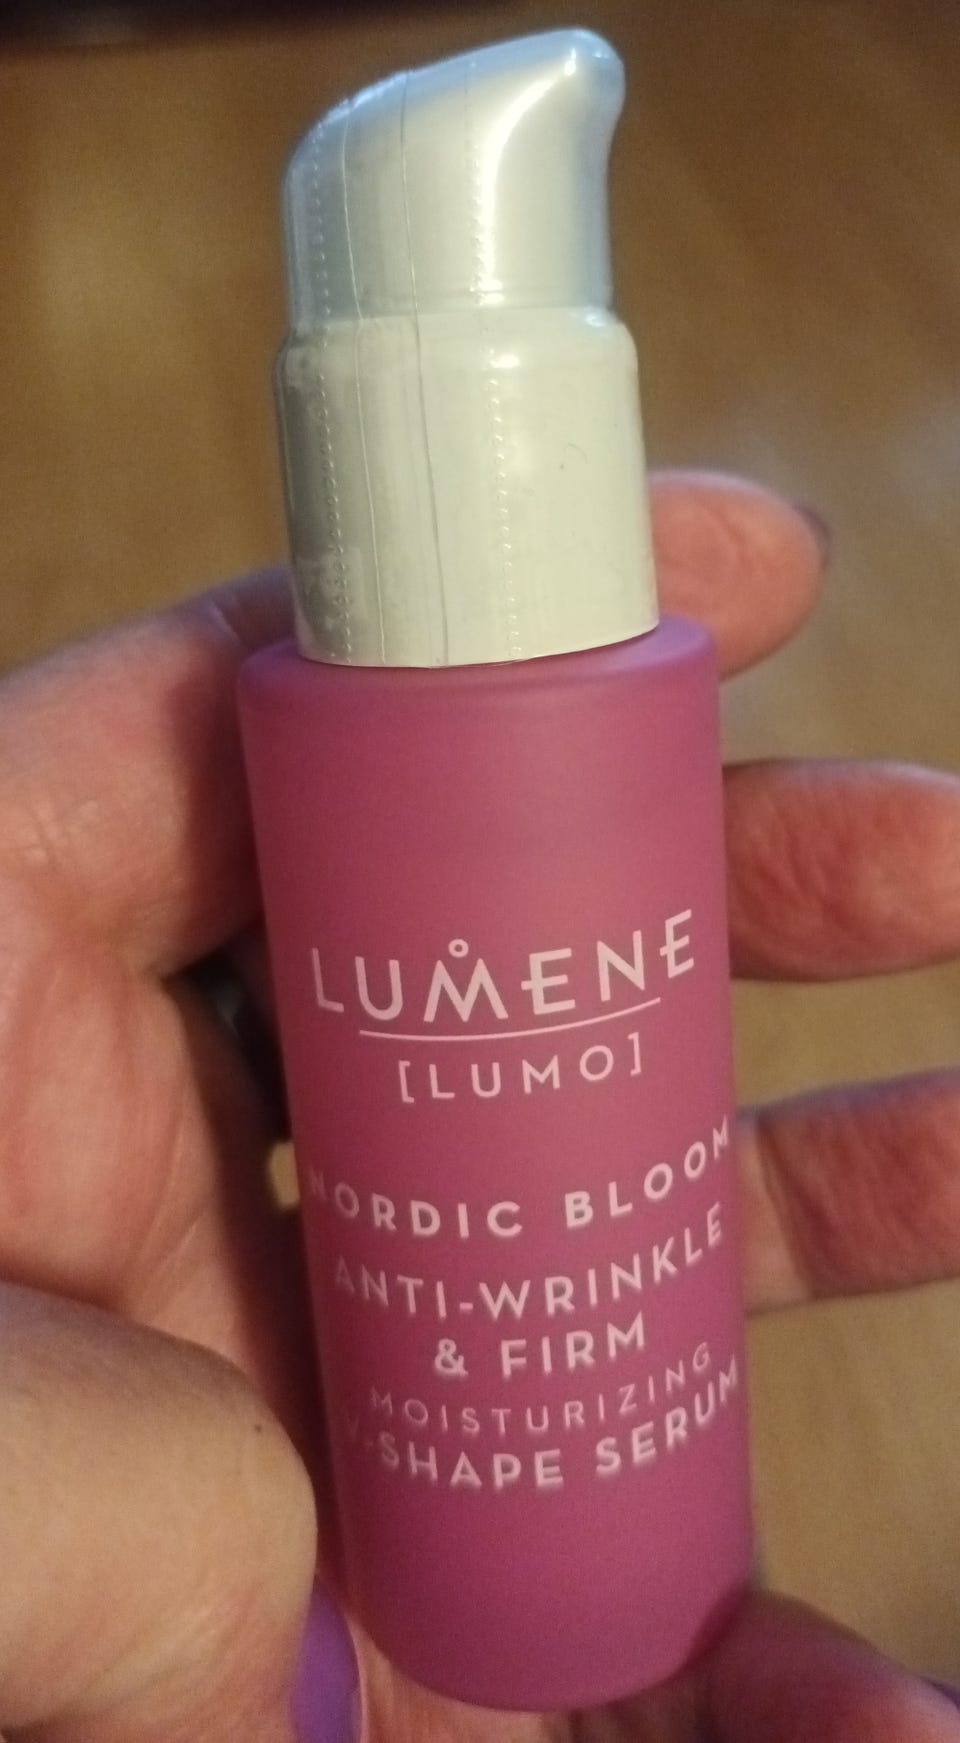 LUMENE
[LUMO]
NORDIC BLOOM
ANTI-WRINKLE
& FIRM
MOISTURIZING
V-SHAPE SERUM